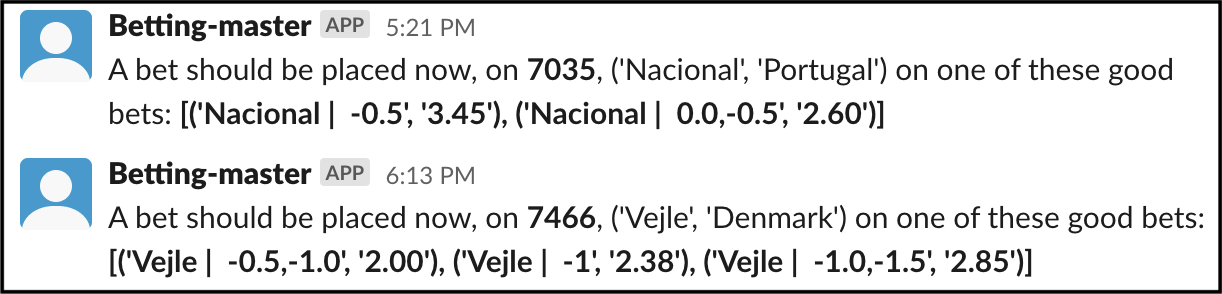 Betting-master APP 5:21 PM
A bet should be placed now, on 7035, ('Nacional', 'Portugal') on one of these good
bets: [('Nacional |  -0.5', '3.45'), ('Nacional |  0.0,-0.5', '2.60')]
Betting-master APP 6:13 PM
A bet should be placed now, on 7466, ('Vejle', 'Denmark') on one of these good bets:
[('Vejle |  -0.5,-1.0', '2.00'), ('Vejle |  -1', '2.38'), ('Vejle |  -1.0,-1.5', '2.85')]